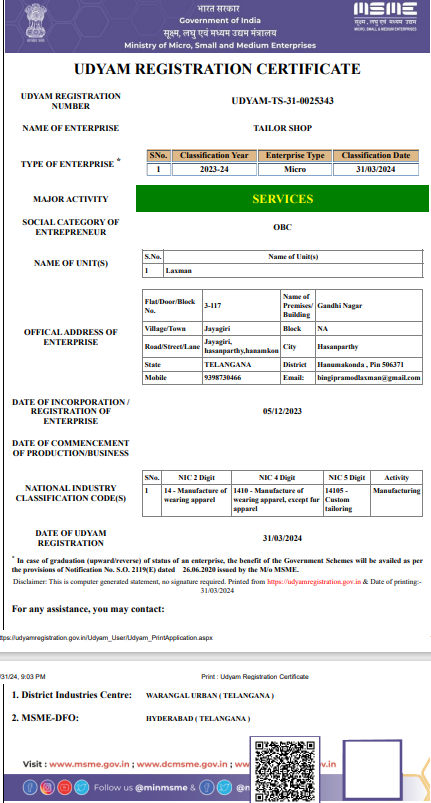 भारत सरकार
Government of India
सूक्ष्म, लघु एवं मध्यम उद्यम मंत्रालय
Ministry of Micro, Small and Medium Enterprises
MSME
MICRO, SMALL & MEDIUM ENTERPRISES
UDYAM REGISTRATION CERTIFICATE
UDYAM REGISTRATION NUMBER
UDYAM-TS-31-0025343
NAME OF ENTERPRISE
TAILOR SHOP
TYPE OF ENTERPRISE *
SNo. Classification Year Enterprise Type Classification Date
1 2023-24 Micro 31/03/2024
MAJOR ACTIVITY
SERVICES
SOCIAL CATEGORY OF ENTREPRENEUR
OBC
NAME OF UNIT(S)
S.No. Name of Unit(s)
1 Laxman
OFFICAL ADDRESS OF ENTERPRISE
Flat/Door/Block No. 3-117 Name of Premises/ Building Gandhi Nagar
Village/Town Jayagiri Block NA
Road/Street/Lane Jayagiri, hasanparthy,hanamkon City Hasanparthy
State TELANGANA District Hanumakonda , Pin 506371
Mobile 9398730466 Email: bingipramodlaxman@gmail.com
DATE OF INCORPORATION / REGISTRATION OF ENTERPRISE
05/12/2023
DATE OF COMMENCEMENT OF PRODUCTION/BUSINESS
NATIONAL INDUSTRY CLASSIFICATION CODE(S)
SNo. NIC 2 Digit NIC 4 Digit NIC 5 Digit Activity
1 14 - Manufacture of wearing apparel 1410 - Manufacture of wearing apparel, except fur apparel 14105 - Custom tailoring Manufacturing
DATE OF UDYAM REGISTRATION
31/03/2024
* In case of graduation (upward/reverse) of status of an enterprise, the benefit of the Government Schemes will be availed as per
the provisions of Notification No. S.O. 2119(E) dated 26.06.2020 issued by the M/o MSME.
Disclaimer: This is computer generated statement, no signature required. Printed from https://udyamregistration.gov.in & Date of printing:-
31/03/2024
For any assistance, you may contact:
ttps://udyamregistration.gov.in/Udyam_User/Udyam_PrintApplication.aspx
/31/24, 9:03 PM Print : Udyam Registration Certificate
1. District Industries Centre: WARANGAL URBAN ( TELANGANA )
2. MSME-DFO: HYDERABAD ( TELANGANA )
Visit : www.msme.gov.in ; www.dcmsme.gov.in ; www
.gov.in
Follow us @minmsme &